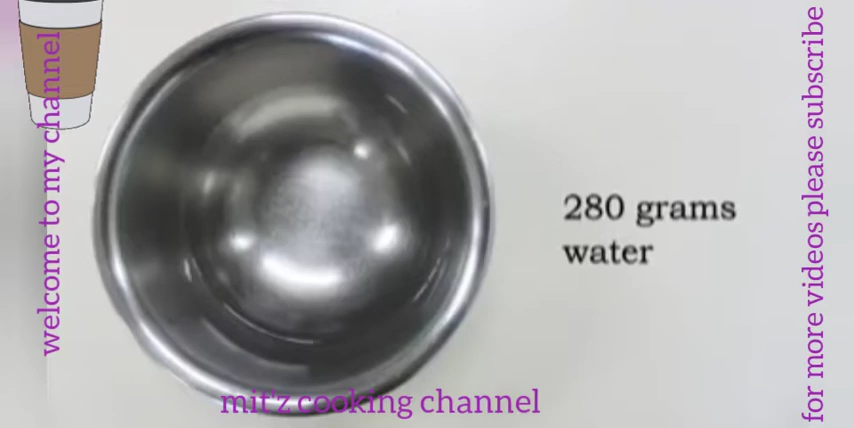 welcome to my channel
280 grams
water
mit'z cooking channel
for more videos please subscribe